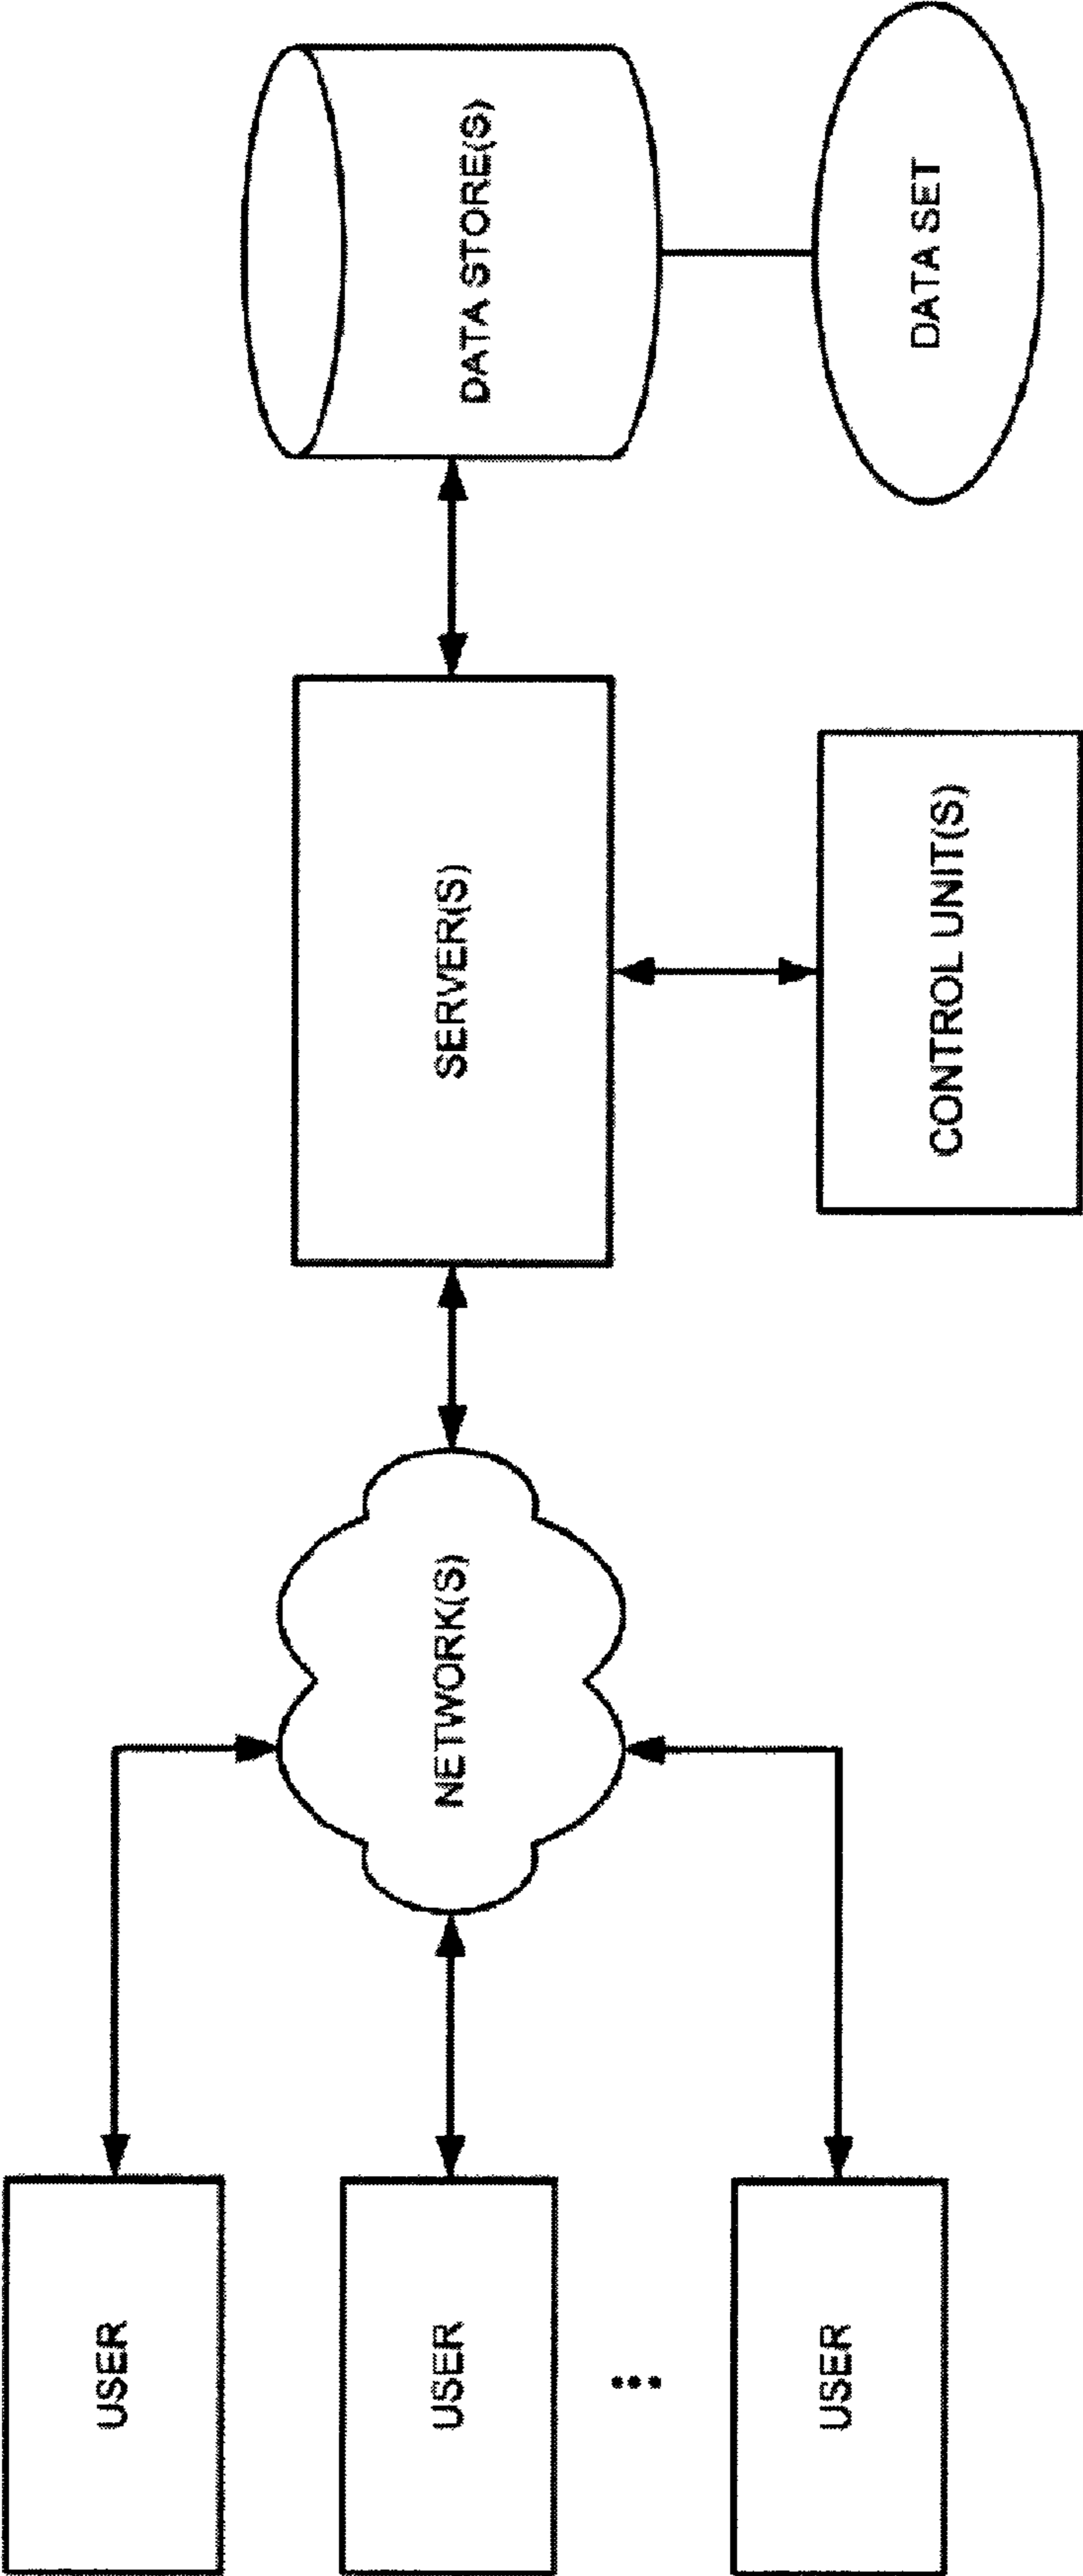 USER
USER
...
USER
NETWORK(S)
SERVER(S)
CONTROL UNIT(S)
DATA STORE(S)
DATA SET